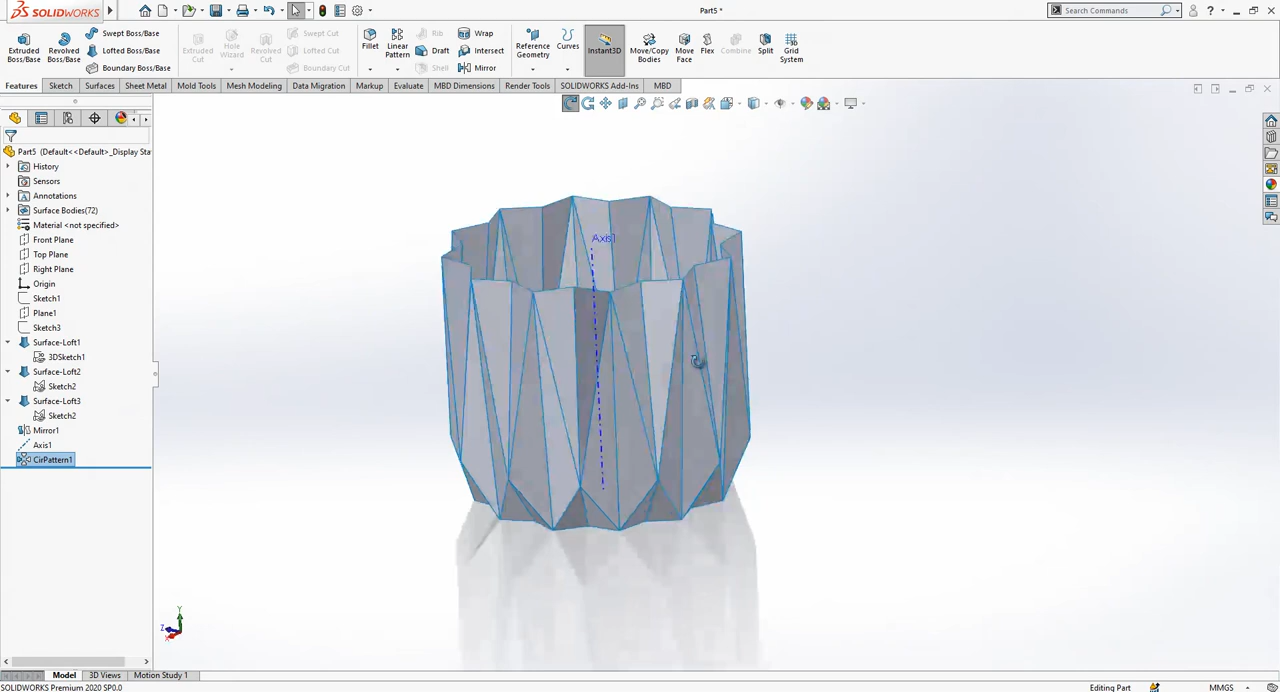 SOLIDWORKS
Part5 *
Search Commands
Extruded Boss/Base
Revolved Boss/Base
Swept Boss/Base
Lofted Boss/Base
Boundary Boss/Base
Extruded Cut
Hole Wizard
Revolved Cut
Swept Cut
Lofted Cut
Boundary Cut
Fillet
Linear Pattern
Rib
Draft
Shell
Wrap
Intersect
Mirror
Reference Geometry
Curves
Instant3D
Move/Copy Bodies
Move Face
Flex
Combine
Split
Grid System
Features
Sketch
Surfaces
Sheet Metal
Mold Tools
Mesh Modeling
Data Migration
Markup
Evaluate
MBD Dimensions
Render Tools
SOLIDWORKS Add-Ins
MBD
Part5 (Default<<Default>_Display Sta
History
Sensors
Annotations
Surface Bodies(72)
Material <not specified>
Front Plane
Top Plane
Right Plane
Origin
Sketch1
Plane1
Sketch3
Surface-Loft1
3DSketch1
Surface-Loft2
Sketch2
Surface-Loft3
Sketch2
Mirror1
Axis1
CirPattern1
Axis1
Y
Z
X
Model
3D Views
Motion Study 1
SOLIDWORKS Premium 2020 SP0.0
Editing Part
MMGS